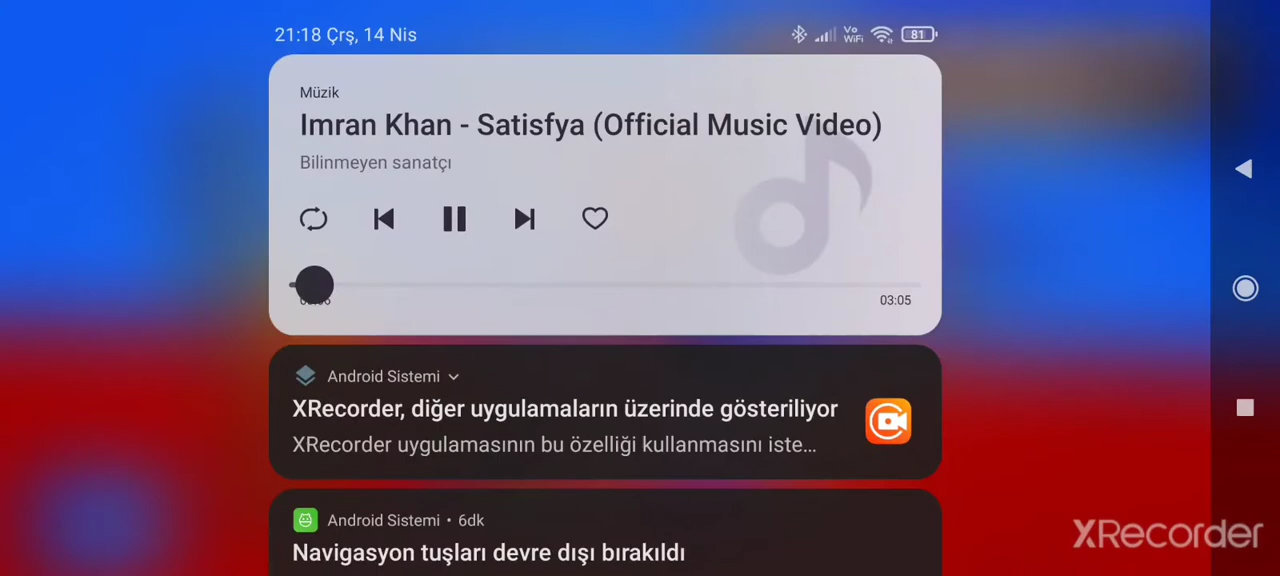 21:18 Çrş, 14 Nis
Vo WiFi
81
Müzik
Imran Khan - Satisfya (Official Music Video)
Bilinmeyen sanatçı
03:05
Android Sistemi
XRecorder, diğer uygulamaların üzerinde gösteriliyor
XRecorder uygulamasının bu özelliği kullanmasını iste...
Android Sistemi • 6dk
Navigasyon tuşları devre dışı bırakıldı
XRecorder